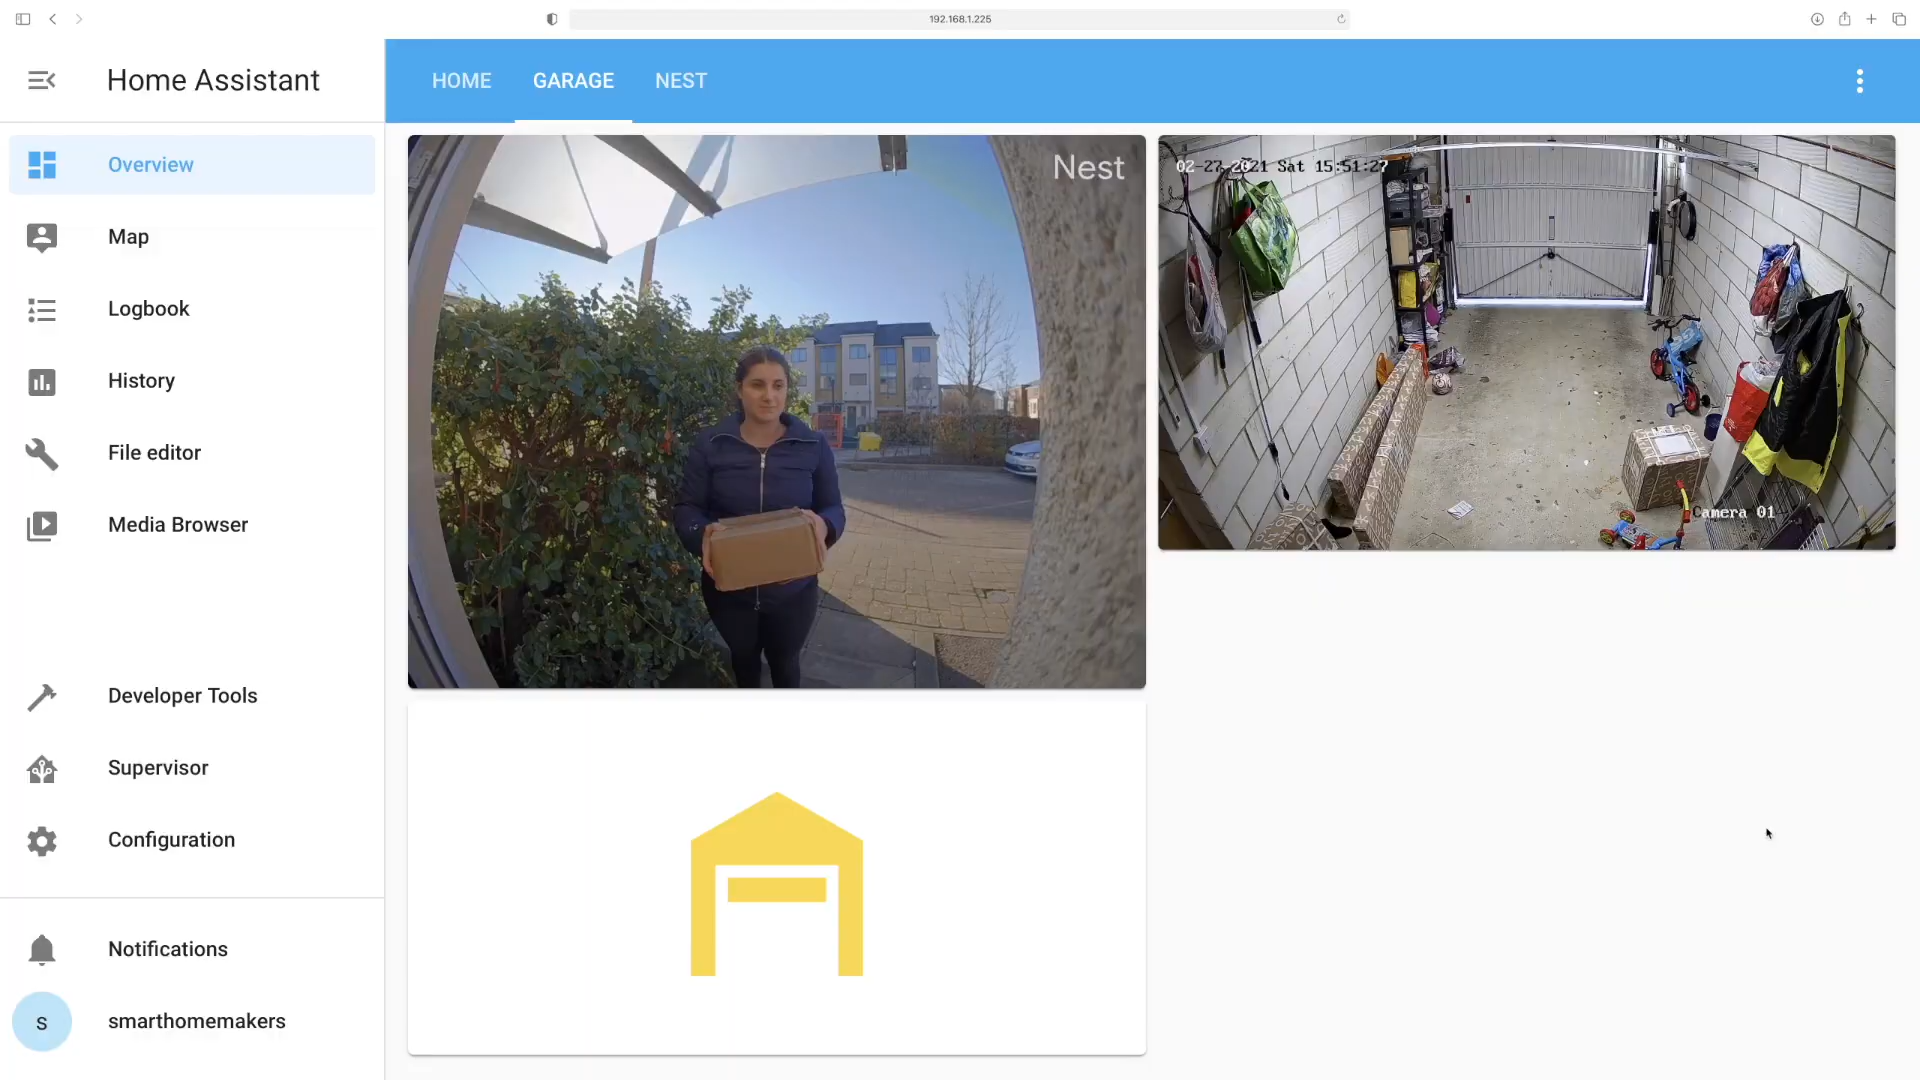 192.168.1.225
Home Assistant
HOME
GARAGE
NEST
Overview
Map
Logbook
History
File editor
Media Browser
Developer Tools
Supervisor
Configuration
Notifications
s
smarthomemakers
Nest
02-27-2021 Sat 15:51:27
Camera 01